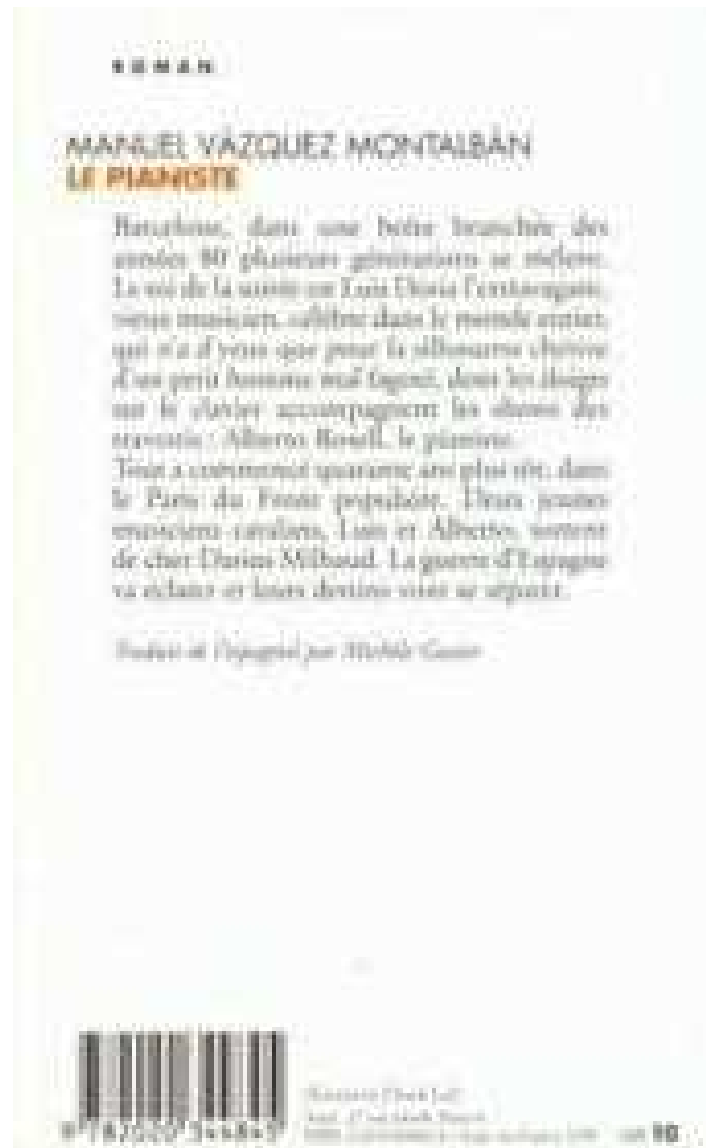 ROMAN
MANUEL VÁZQUEZ MONTALBÁN
LE PIANISTE
Barcelone, dans une boîte branchée des
années 80 plusieurs générations se mêlent.
Le roi de la soirée est Luis Doria l'extravagant,
vieux musicien, célèbre dans le monde entier,
qui n'a d'yeux que pour la silhouette chétive
d'un petit homme mal fagoté, dont les doigts
sur le clavier accompagnent les shows des
travestis : Alberto Rosell, le pianiste.
Tout a commencé quarante ans plus tôt, dans
le Paris du Front populaire. Deux jeunes
musiciens catalans, Luis et Alberto, sortent
de chez Darius Milhaud. La guerre d'Espagne
va éclater et leurs destins vont se séparer.
Traduit de l'espagnol par Michèle Gazier
9 782020
10